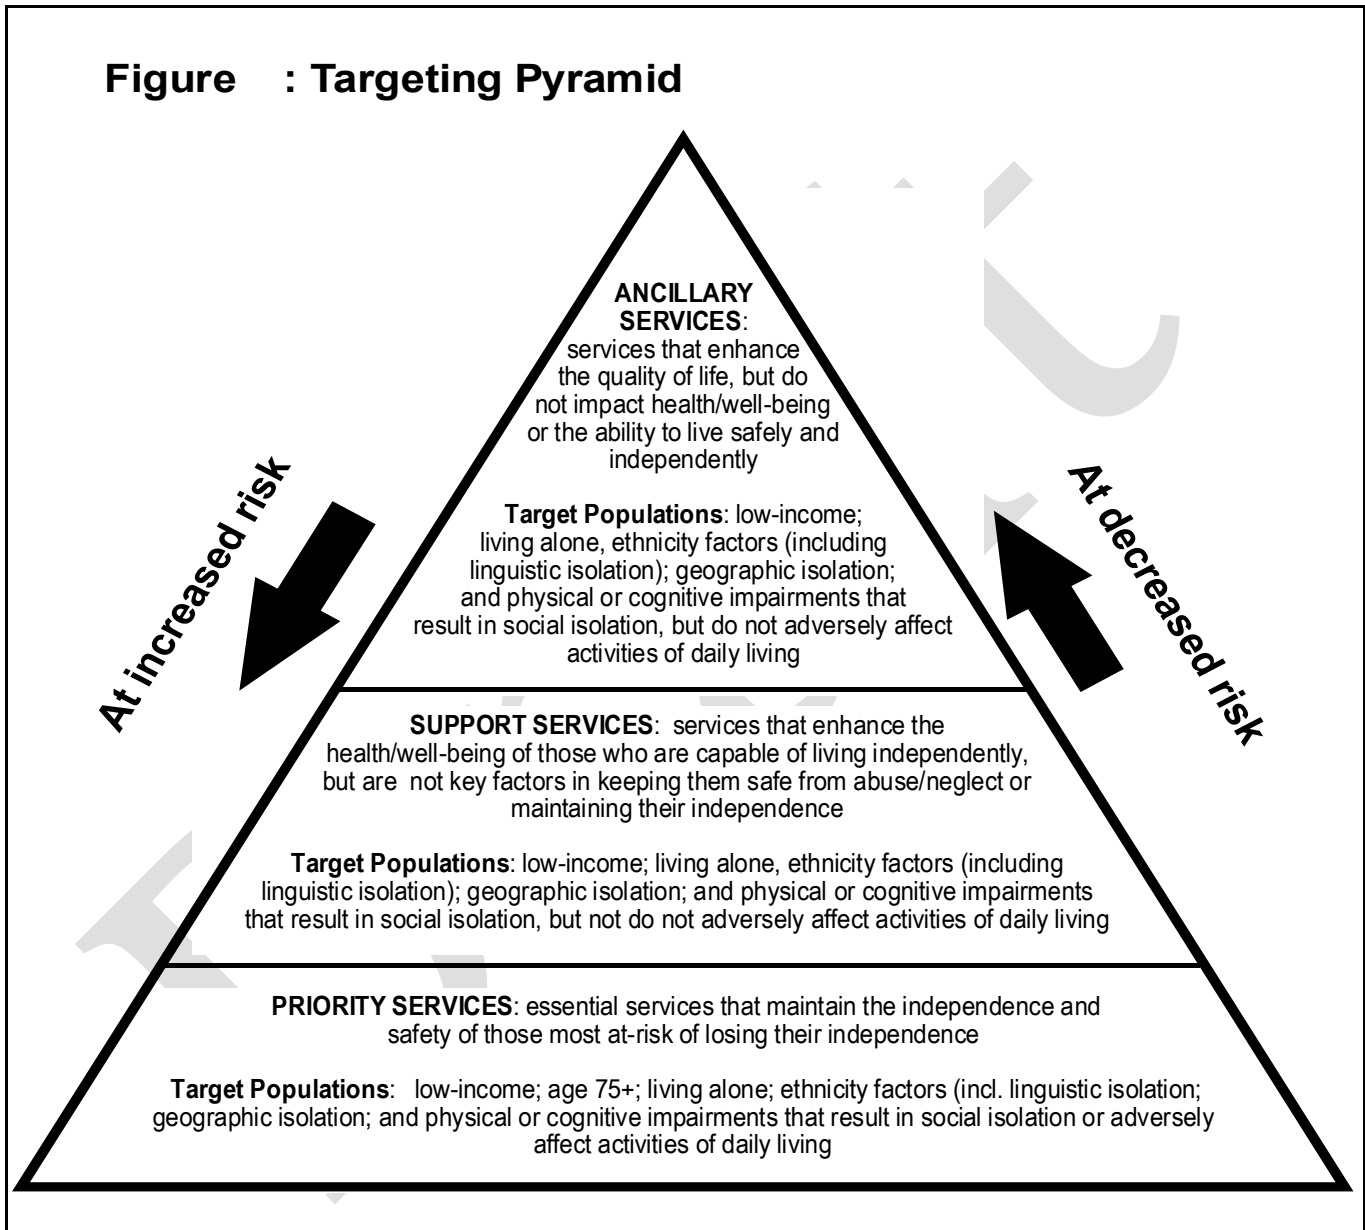 Figure : Targeting Pyramid
ANCILLARY
SERVICES:
services that enhance
the quality of life, but do
not impact health/well-being
or the ability to live safely and
independently
Target Populations: low-income;
living alone, ethnicity factors (including
linguistic isolation); geographic isolation;
and physical or cognitive impairments that
result in social isolation, but do not adversely affect
activities of daily living
At increased risk
At decreased risk
SUPPORT SERVICES: services that enhance the
health/well-being of those who are capable of living independently,
but are not key factors in keeping them safe from abuse/neglect or
maintaining their independence
Target Populations: low-income; living alone, ethnicity factors (including
linguistic isolation); geographic isolation; and physical or cognitive impairments
that result in social isolation, but not do not adversely affect activities of daily living
PRIORITY SERVICES: essential services that maintain the independence and
safety of those most at-risk of losing their independence
Target Populations: low-income; age 75+; living alone; ethnicity factors (incl. linguistic isolation;
geographic isolation; and physical or cognitive impairments that result in social isolation or adversely
affect activities of daily living